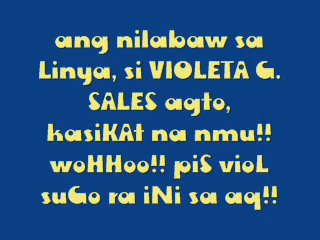 ang nilabaw sa
Linya, si VIOLETA G.
SALES agto,
kasiKAt na nmu!!
woHHoo!! piS vioL
suGo ra iNi sa aq!!